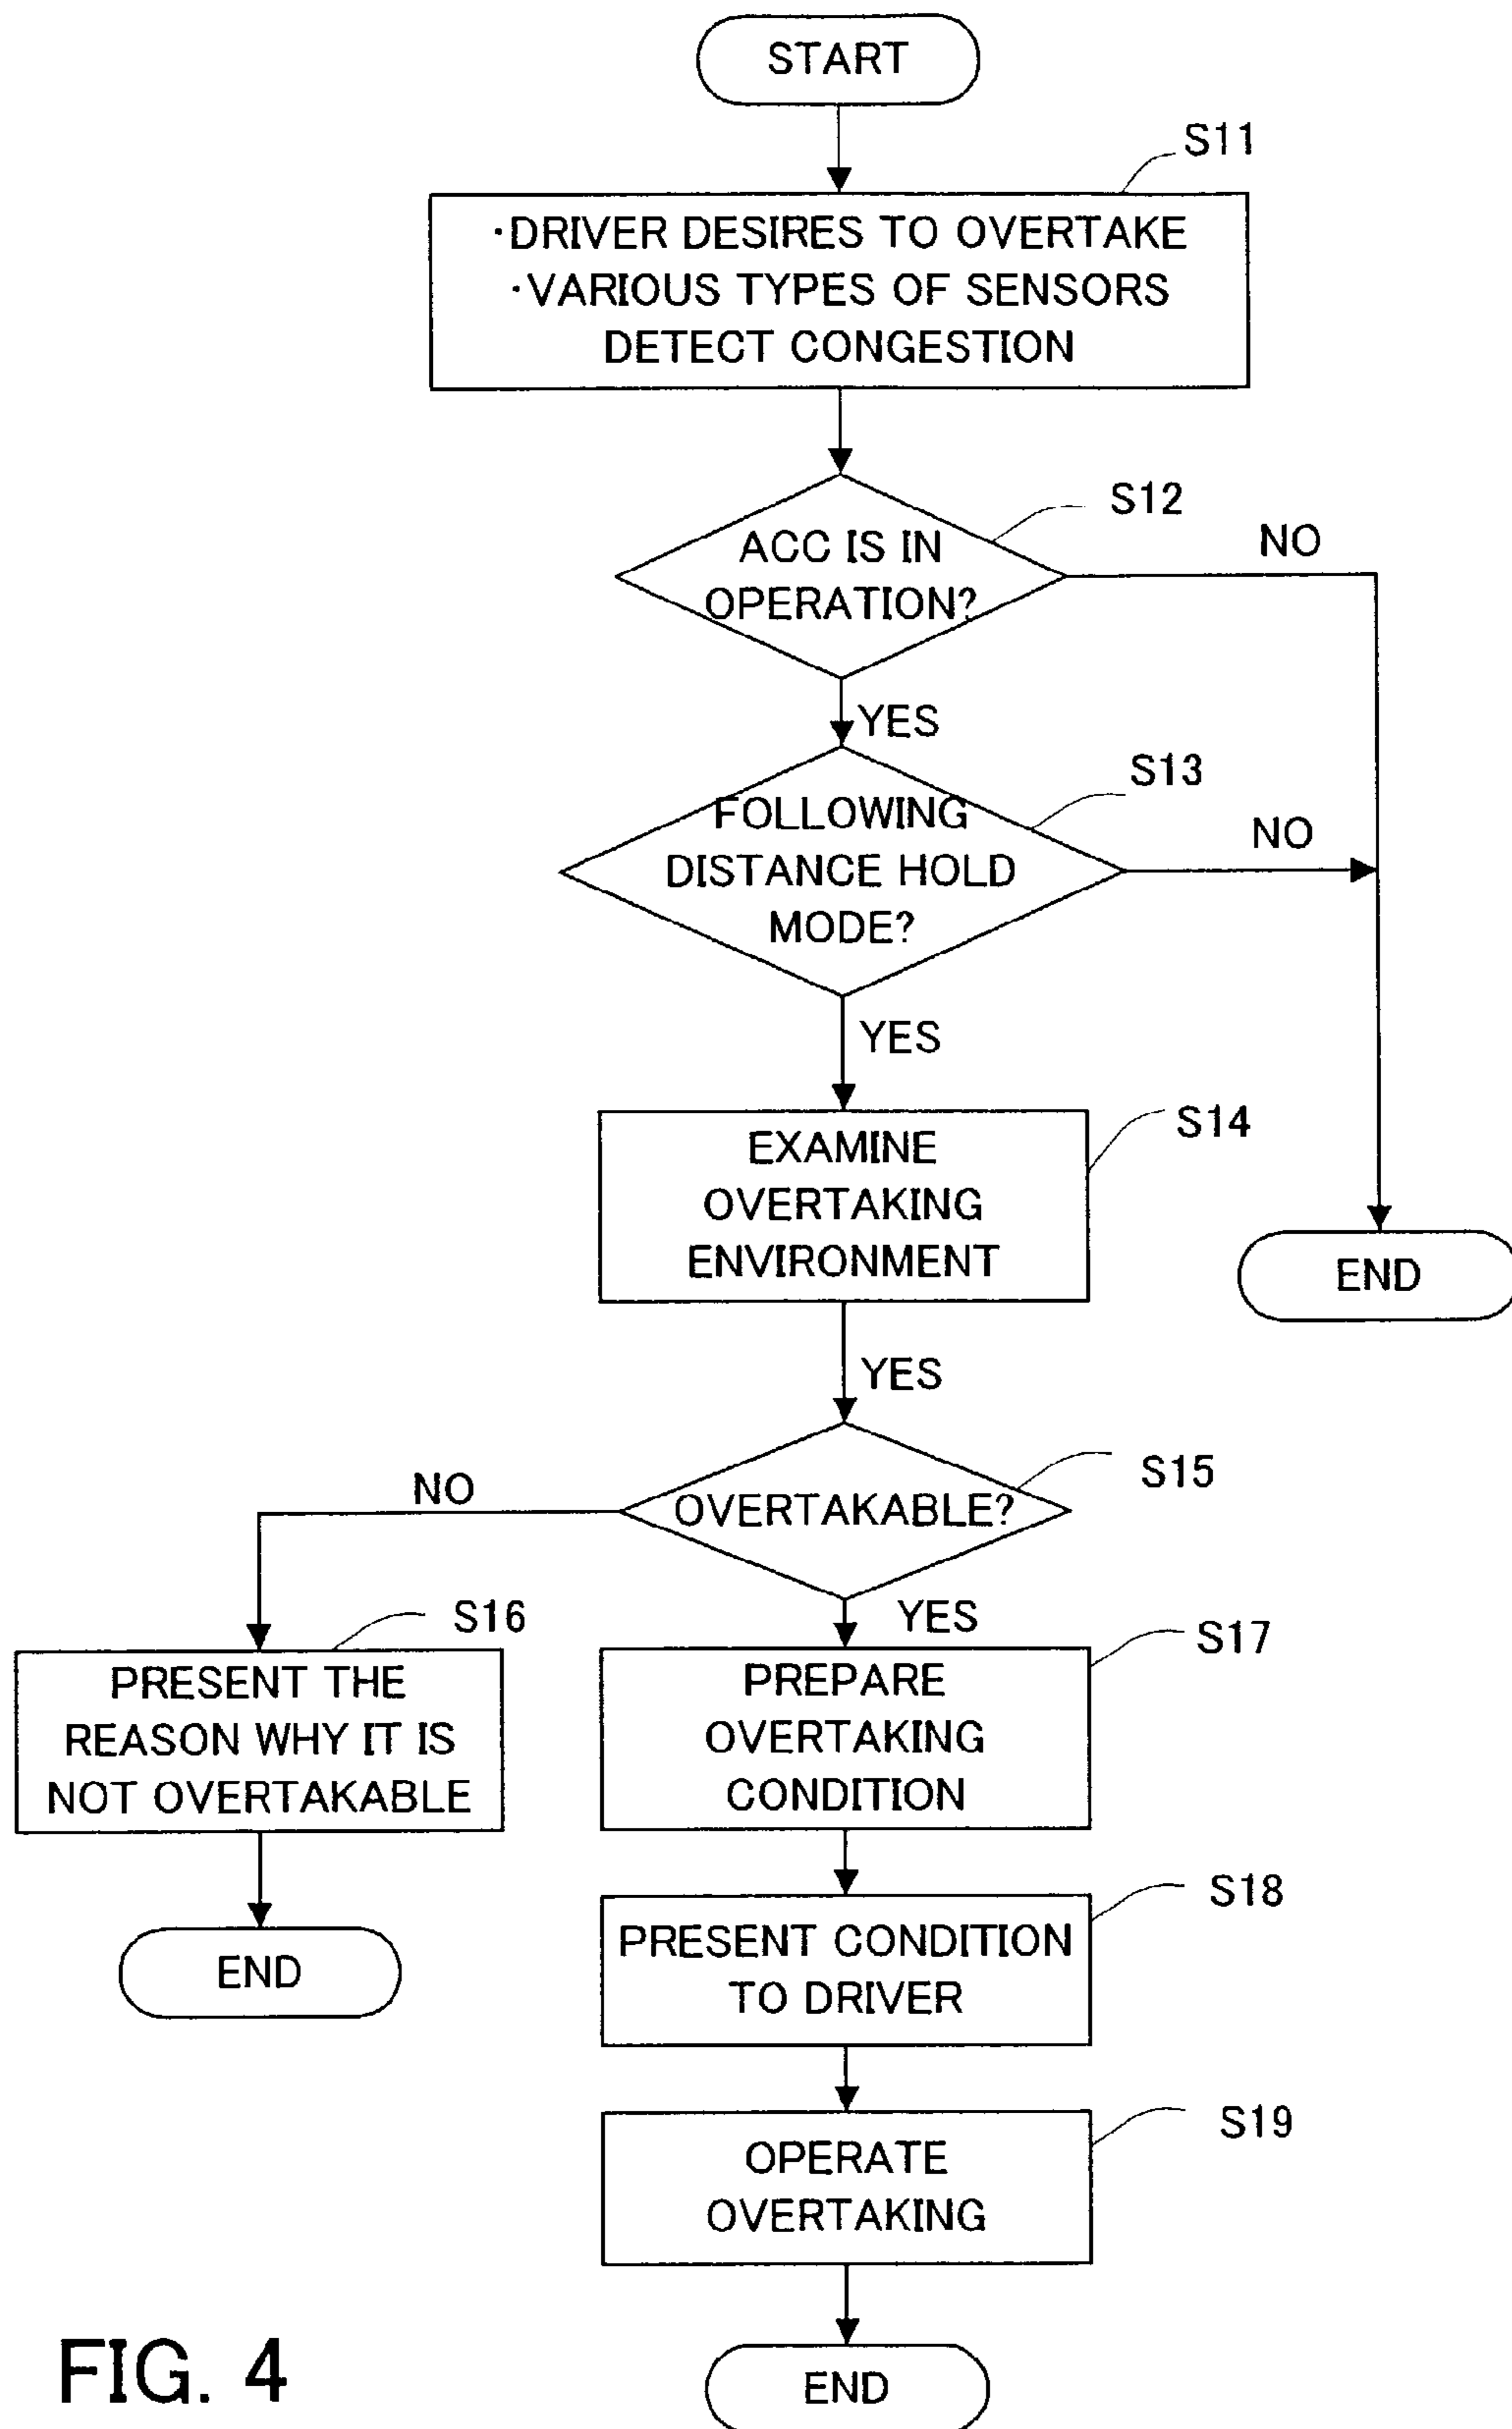 START
S11
·DRIVER DESIRES TO OVERTAKE
·VARIOUS TYPES OF SENSORS
DETECT CONGESTION
S12
ACC IS IN
OPERATION?
NO
YES
S13
FOLLOWING
DISTANCE HOLD
MODE?
NO
YES
S14
EXAMINE
OVERTAKING
ENVIRONMENT
END
YES
S15
OVERTAKABLE?
NO
YES
S16
PRESENT THE
REASON WHY IT IS
NOT OVERTAKABLE
END
S17
PREPARE
OVERTAKING
CONDITION
S18
PRESENT CONDITION
TO DRIVER
S19
OPERATE
OVERTAKING
END
FIG. 4